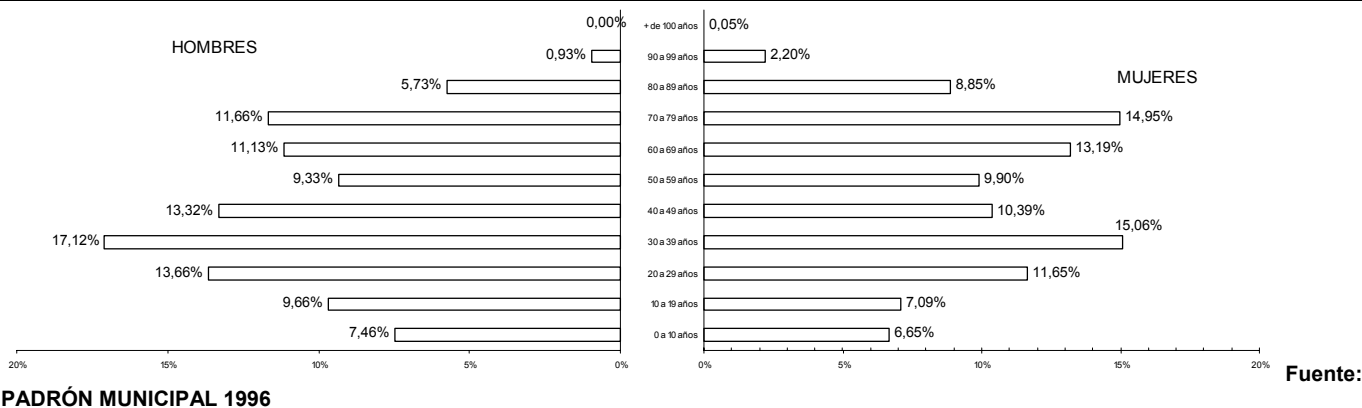 0,00% + de 100 años 0,05%
HOMBRES
0,93% 90 a 99 años 2,20%
MUJERES
5,73% 80 a 89 años 8,85%
11,66% 70 a 79 años 14,95%
11,13% 60 a 69 años 13,19%
9,33% 50 a 59 años 9,90%
13,32% 40 a 49 años 10,39%
15,06%
17,12% 30 a 39 años
13,66% 20 a 29 años 11,65%
9,66% 10 a 19 años 7,09%
7,46% 0 a 10 años 6,65%
20% 15% 10% 5% 0% 0% 5% 10% 15% 20%
Fuente:
PADRÓN MUNICIPAL 1996